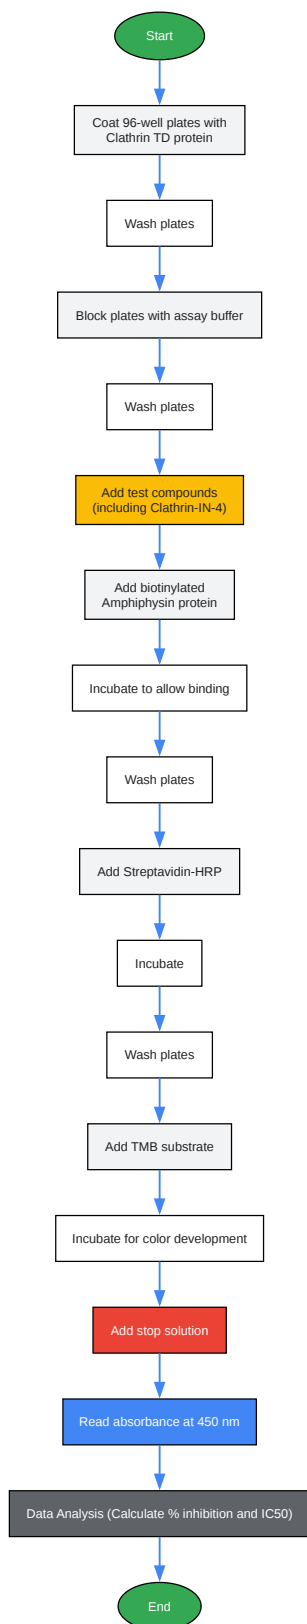 Start
Coat 96-well plates with
Clathrin TD protein
Wash plates
Block plates with assay buffer
Wash plates
Add test compounds
(including Clathrin-IN-4)
Add biotinylated
Amphiphysin protein
Incubate to allow binding
Wash plates
Add Streptavidin-HRP
Incubate
Wash plates
Add TMB substrate
Incubate for color development
Add stop solution
Read absorbance at 450 nm
Data Analysis (Calculate % inhibition and IC50)
End